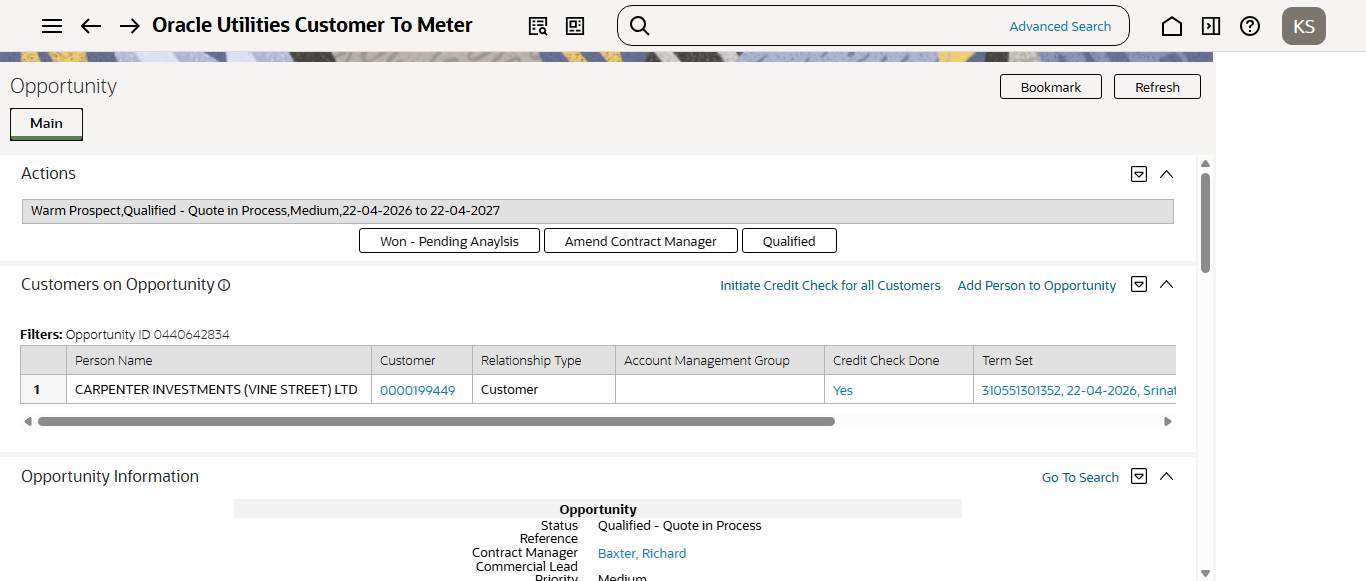 Oracle Utilities Customer To Meter
Advanced Search
KS
Opportunity
Bookmark
Refresh
Main
Actions
Warm Prospect,Qualified - Quote in Process,Medium,22-04-2026 to 22-04-2027
Won - Pending Anaylsis
Amend Contract Manager
Qualified
Customers on Opportunity
Initiate Credit Check for all Customers
Add Person to Opportunity
Filters: Opportunity ID 0440642834
Person Name Customer Relationship Type Account Management Group Credit Check Done Term Set
1 CARPENTER INVESTMENTS (VINE STREET) LTD 0000199449 Customer Yes 310551301352, 22-04-2026, Srinat
Opportunity Information
Go To Search
Opportunity
Status Qualified - Quote in Process
Reference
Contract Manager Baxter, Richard
Commercial Lead
Priority Medium